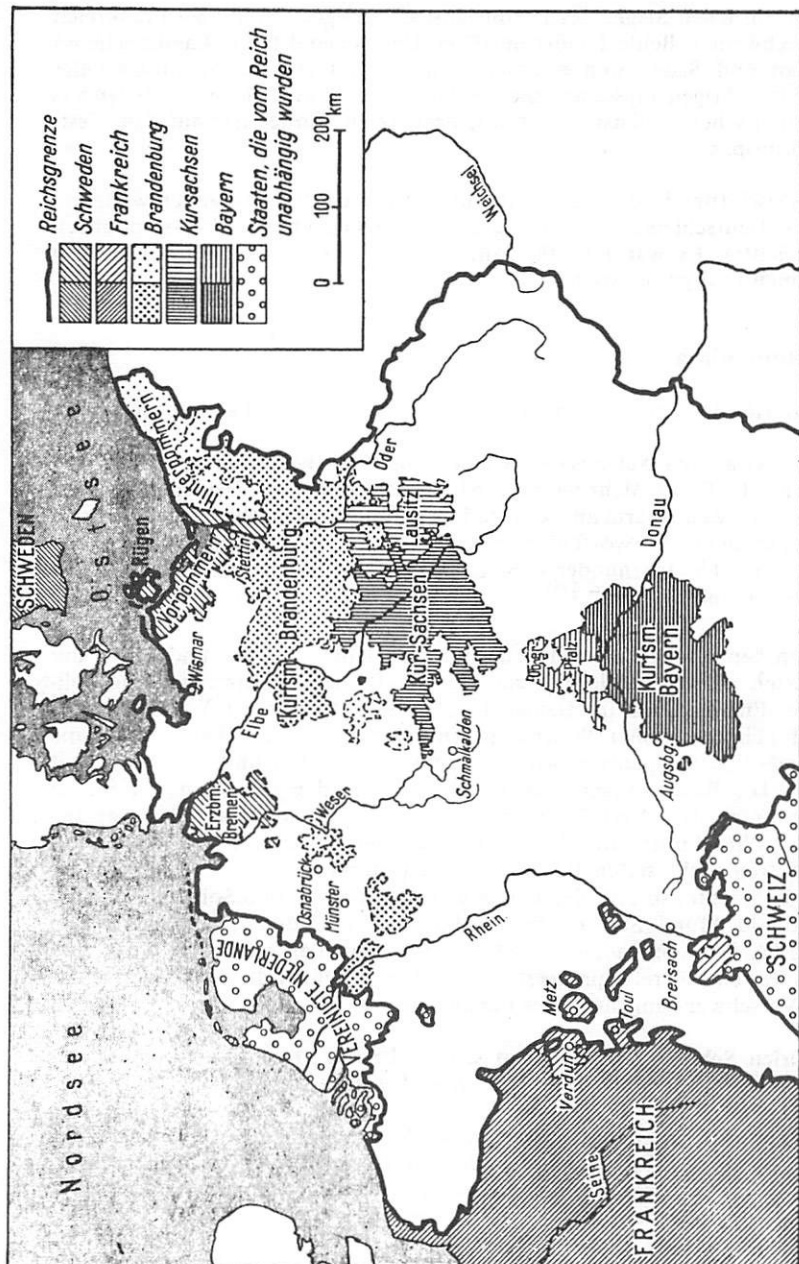 Reichsgrenze
Schweden
Frankreich
Brandenburg
Kursachsen
Bayern
Staaten, die vom Reich
unabhängig wurden
0 100 200
km
Nordsee
Ostsee
SCHWEDEN
Rügen
Vorpommern
Hinterpommern
Stettin
Wismar
Erzbm.
Bremen
Elbe
Kurfsm. Brandenburg
Oder
Weichsel
Lausitz
Kur-Sachsen
Schmalkalden
Weser
Osnabrück
Münster
VEREINIGTE NIEDERLANDE
Rhein
Ober-
Pfalz
Donau
Kurfsm.
Bayern
Augsbg.
Metz
Verdun
Toul
Breisach
SCHWEIZ
Seine
FRANKREICH